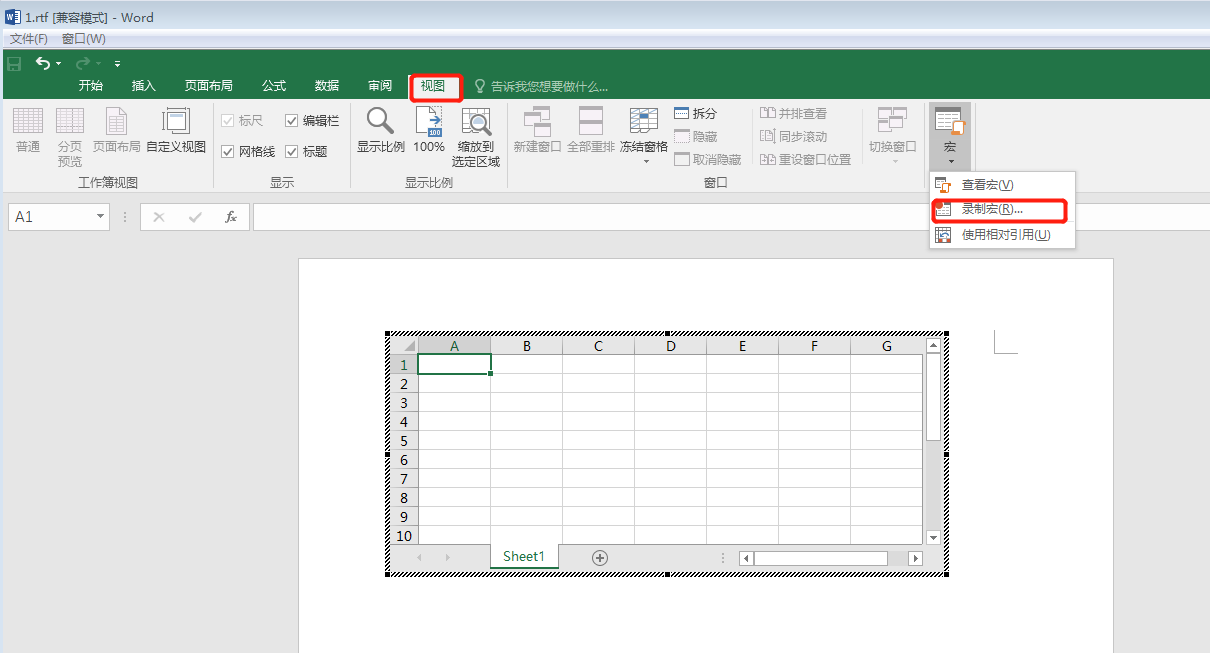 1.rtf [兼容模式] - Word
文件(F) 窗口(W)
开始 插入 页面布局 公式 数据 审阅 视图 告诉我您想要做什么...
普通 分页预览 页面布局 自定义视图
工作簿视图
标尺 编辑栏
网格线 标题
显示
显示比例 100% 缩放到选定区域
显示比例
新建窗口 全部重排 冻结窗格
拆分
隐藏
取消隐藏
并排查看
同步滚动
重设窗口位置
切换窗口
窗口
宏
查看宏(V)
录制宏(R)...
使用相对引用(U)
A1 fx
A B C D E F G
1
2
3
4
5
6
7
8
9
10
Sheet1